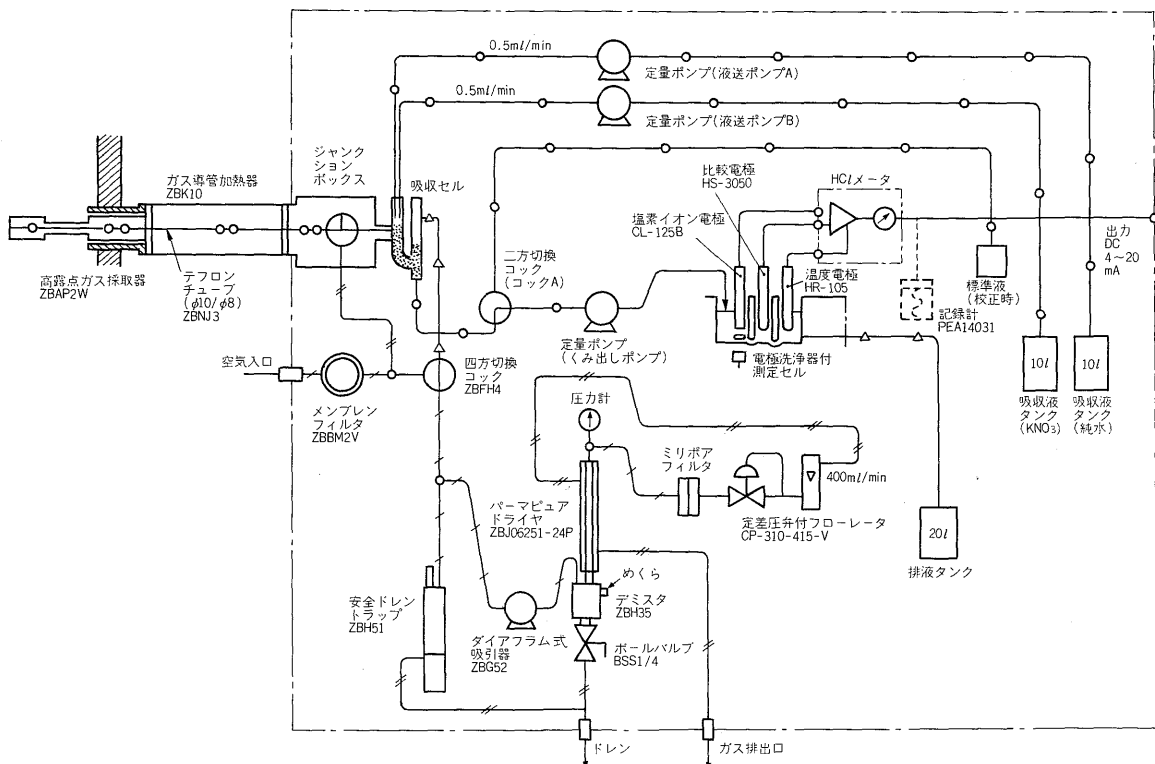 0.5ml/min
定量ポンプ(液送ポンプA)
0.5ml/min
定量ポンプ(液送ポンプB)
ジャンク
ション
ボックス
吸収セル
ガス導管加熱器
ZBK10
比較電極
HS-3050
HClメータ
塩素イオン電極
CL-125B
二方切換
コック
(コックA)
温度電極
HR-105
出力
DC
4～20
mA
標準液
(校正時)
記録計
PEA14031
高露点ガス採取器
ZBAP2W
テフロン
チューブ
(φ10/φ8)
ZBNJ3
定量ポンプ
(くみ出しポンプ)
電極洗浄器付
測定セル
10l
10l
吸収液
タンク
(KNO3)
吸収液
タンク
(純水)
空気入口
四方切換
コック
ZBFH4
メンブレン
フィルタ
ZBBM2V
圧力計
ミリポア
フィルタ
400ml/min
パーマピュア
ドライヤ
ZBJ06251-24P
定差圧弁付フローレータ
CP-310-415-V
20l
排液タンク
めくら
デミスタ
ZBH35
安全ドレン
トラップ
ZBH51
ダイアフラム式
吸引器
ZBG52
ボールバルブ
BSS1/4
ドレン
ガス排出口